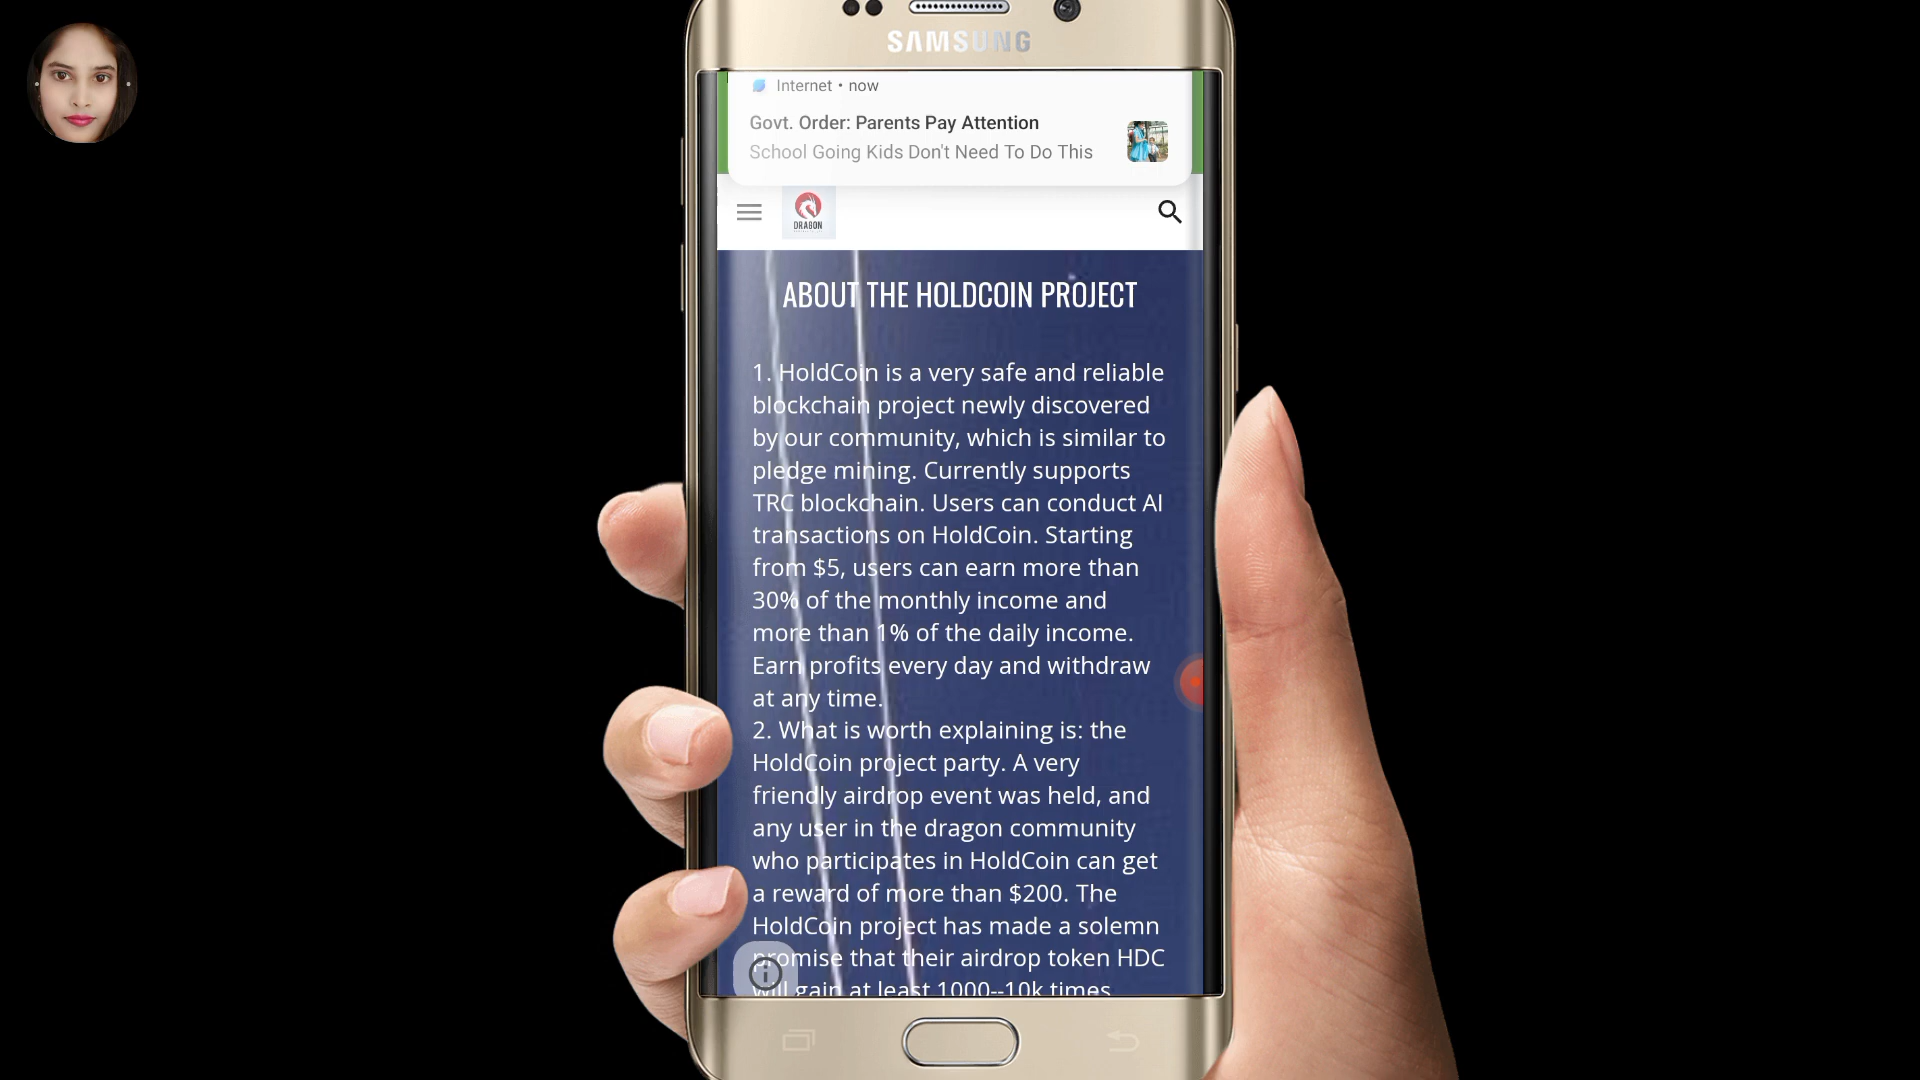 SAMSUNG
Internet • now
Govt. Order: Parents Pay Attention
School Going Kids Don't Need To Do This
DRAGON
ABOUT THE HOLDCOIN PROJECT
1. HoldCoin is a very safe and reliable
blockchain project newly discovered
by our community, which is similar to
pledge mining. Currently supports
TRC blockchain. Users can conduct AI
transactions on HoldCoin. Starting
from $5, users can earn more than
30% of the monthly income and
more than 1% of the daily income.
Earn profits every day and withdraw
at any time.
2. What is worth explaining is: the
HoldCoin project party. A very
friendly airdrop event was held, and
any user in the dragon community
who participates in HoldCoin can get
a reward of more than $200. The
HoldCoin project has made a solemn
promise that their airdrop token HDC
will gain at least 1000--10k times